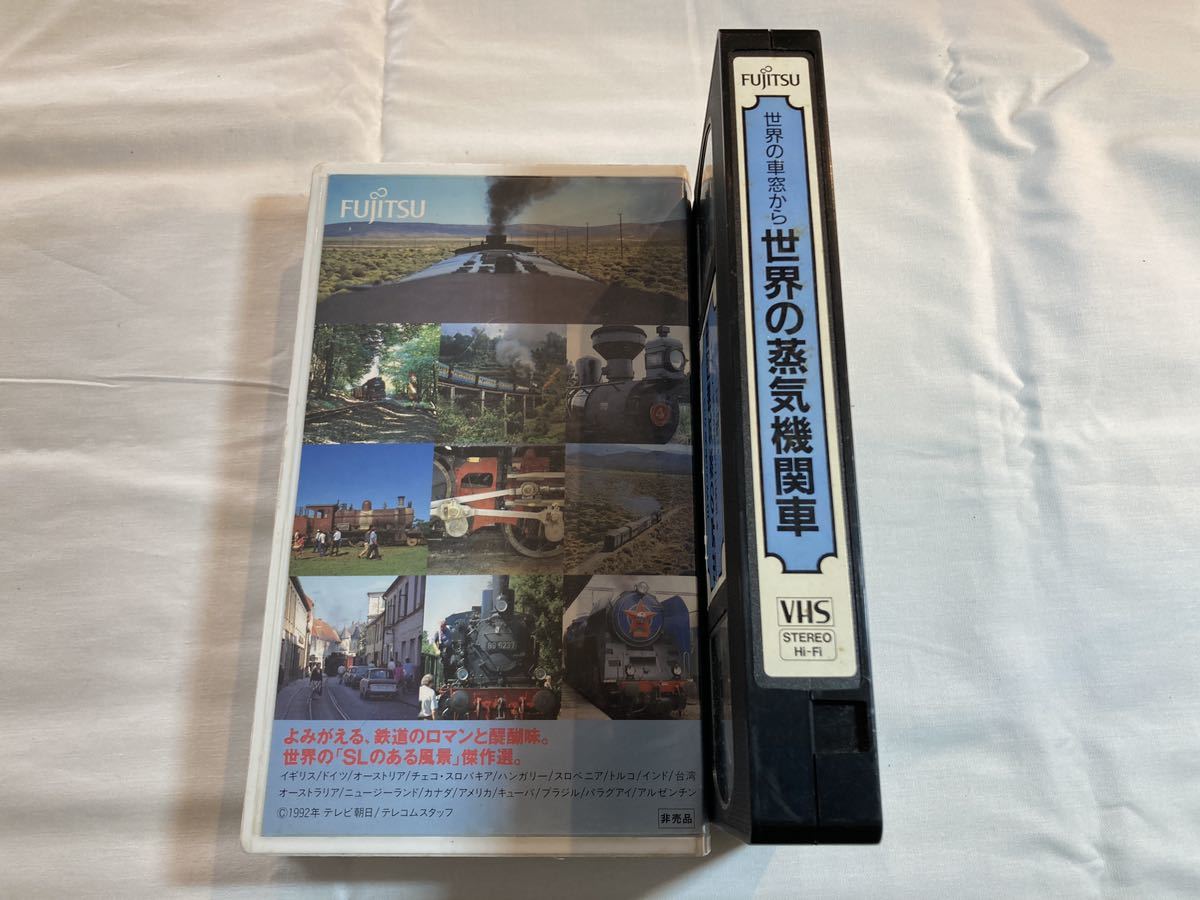 FUJITSU
4
89 6237
よみがえる、鉄道のロマンと醍醐味。
世界の「SLのある風景」傑作選。
イギリス/ドイツ/オーストリア/チェコ・スロバキア/ハンガリー/スロベニア/トルコ/インド/台湾
オーストラリア/ニュージーランド/カナダ/アメリカ/キューバ/ブラジル/パラグアイ/アルゼンチン
©1992年 テレビ朝日/テレコムスタッフ
非売品
FUJITSU
世界の車窓から 世界の蒸気機関車
VHS
STEREO
Hi-Fi